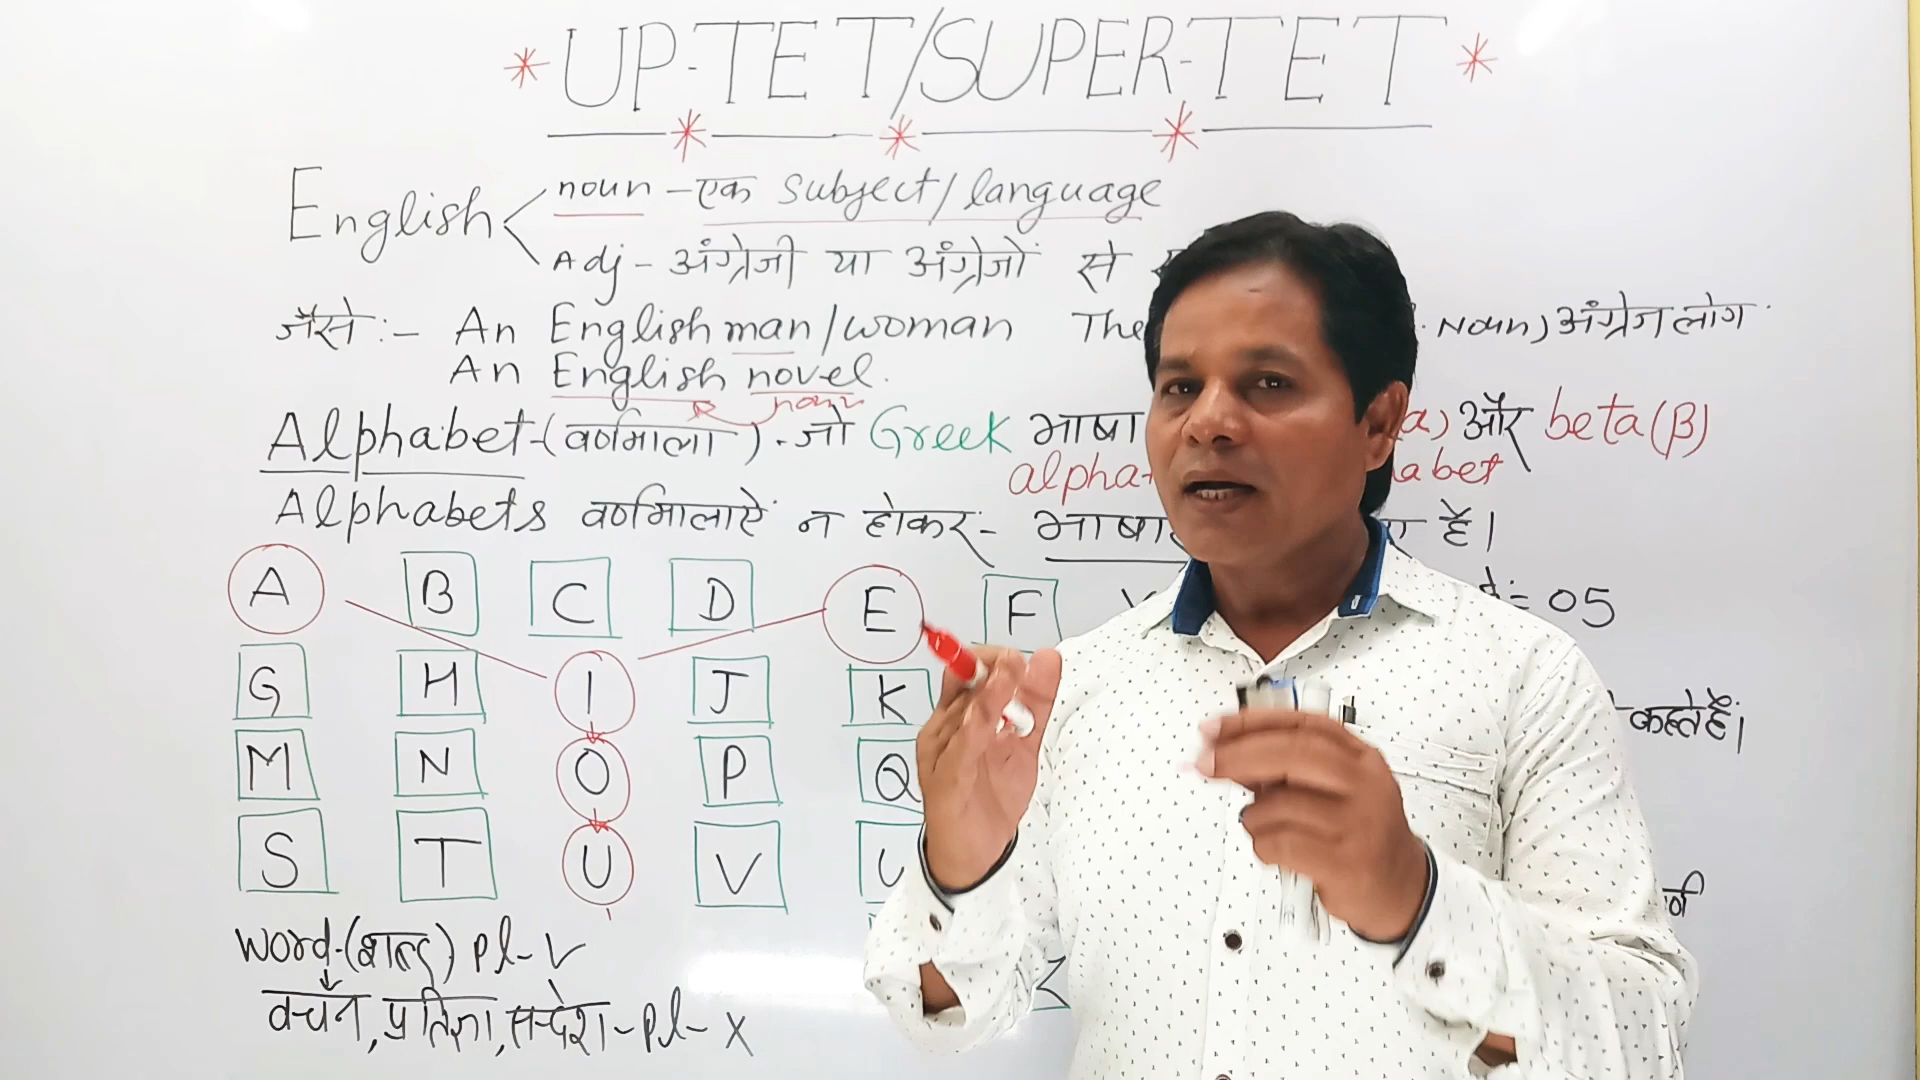 * UP-TET/SUPER-TET *
English < noun - एक subject/language
Adj - अंग्रेजी या अंग्रेजों से
जैसे :- An English man/woman The Noun) अंग्रेज लोग
An English novel.
noun
Alphabet-(वर्णमाला)-जो Greek भाषा a) और beta(β)
alpha abet
Alphabets वर्णमालाऐं न होकर - है।
A B C D E F = 05
G H I J K
M N O P Q कहते हैं।
S T U V
word-(शब्द) Pl- ✓
वचन, प्रतिज्ञा, सन्देश - Pl- X